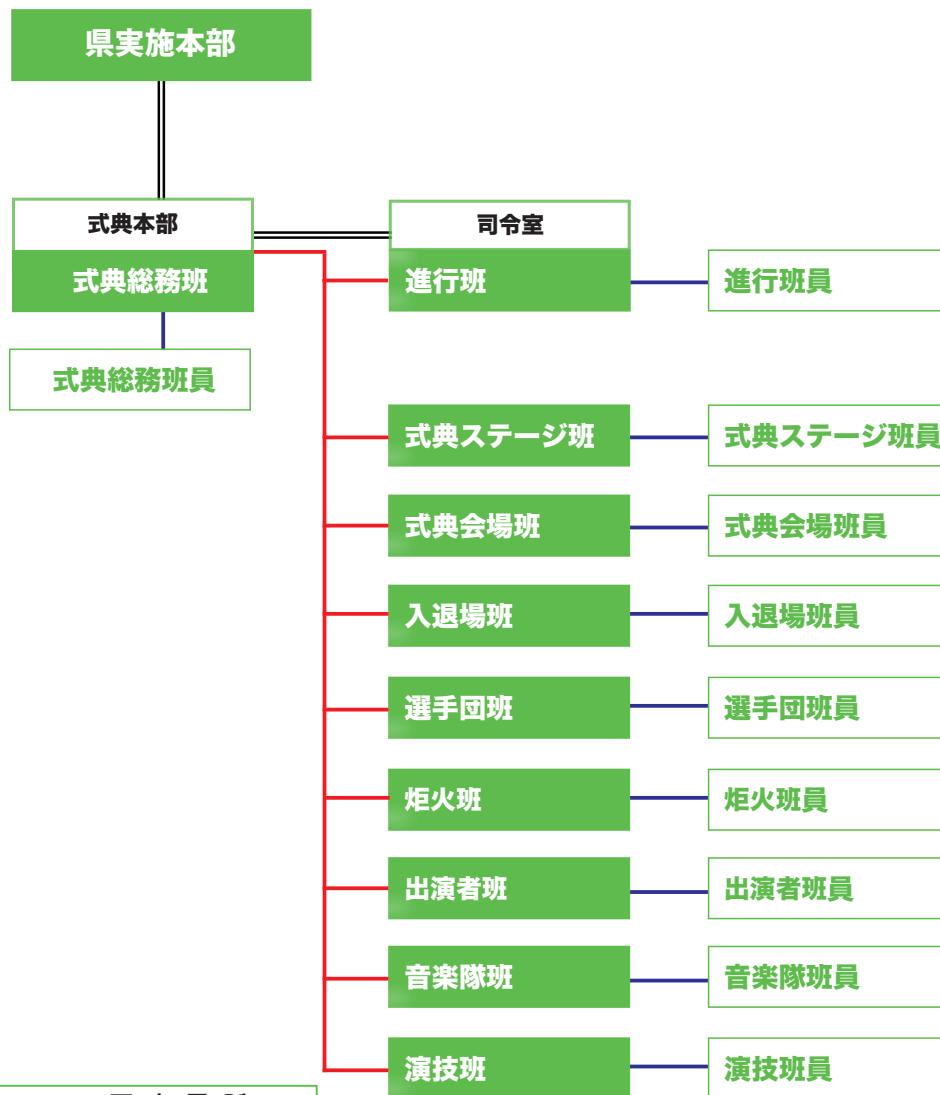 県実施本部
式典本部
司令室
式典総務班
進行班
進行班員
式典総務班員
式典ステージ班
式典ステージ班員
式典会場班
式典会場班員
入退場班
入退場班員
選手団班
選手団班員
炬火班
炬火班員
出演者班
出演者班員
音楽隊班
音楽隊班員
演技班
演技班員